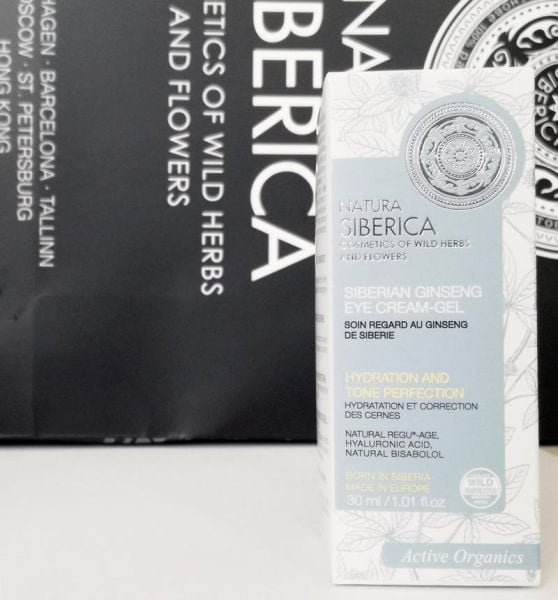 NATURA
SIBERICA
COSMETICS OF WILD HERBS
AND FLOWERS
SIBERIAN GINSENG
EYE CREAM-GEL
SOIN REGARD AU GINSENG
DE SIBERIE
HYDRATION AND
TONE PERFECTION
HYDRATATION ET CORRECTION
DES CERNES
NATURAL REGU®-AGE,
HYALURONIC ACID,
NATURAL BISABOLOL
BORN IN SIBERIA
MADE IN EUROPE
30 ml / 1.01 fl.oz
WILD
HARVESTED
Active Organics
NA
BERICA
ETICS OF WILD HERBS
AND FLOWERS
HAGEN · BARCELONA · TALLINN
OSCOW · ST. PETERSBURG
HONG KONG